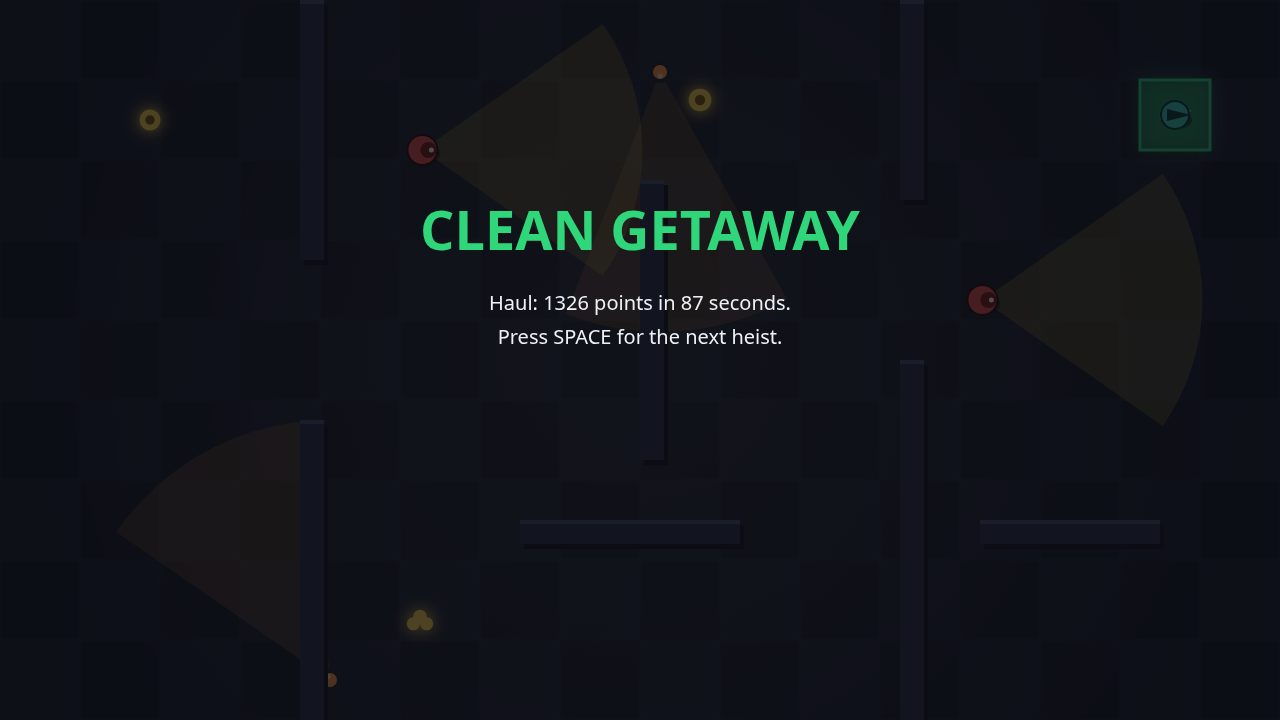 CLEAN GETAWAY
Haul: 1326 points in 87 seconds.
Press SPACE for the next heist.